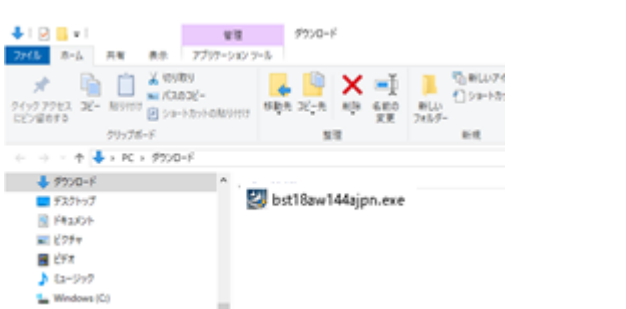 管理 ダウンロード
ファイル ホーム 共有 表示 アプリケーション ツール
クイック アクセスにピン留めする
コピー
貼り付け
切り取り
パスのコピー
ショートカットの貼り付け
移動先
コピー先
削除
名前の変更
新しいフォルダー
新しいアイ
ショートカ
クリップボード 整理 新規
PC › ダウンロード
ダウンロード
デスクトップ
ドキュメント
ピクチャ
ビデオ
ミュージック
Windows (C:)
bst18aw144ajpn.exe